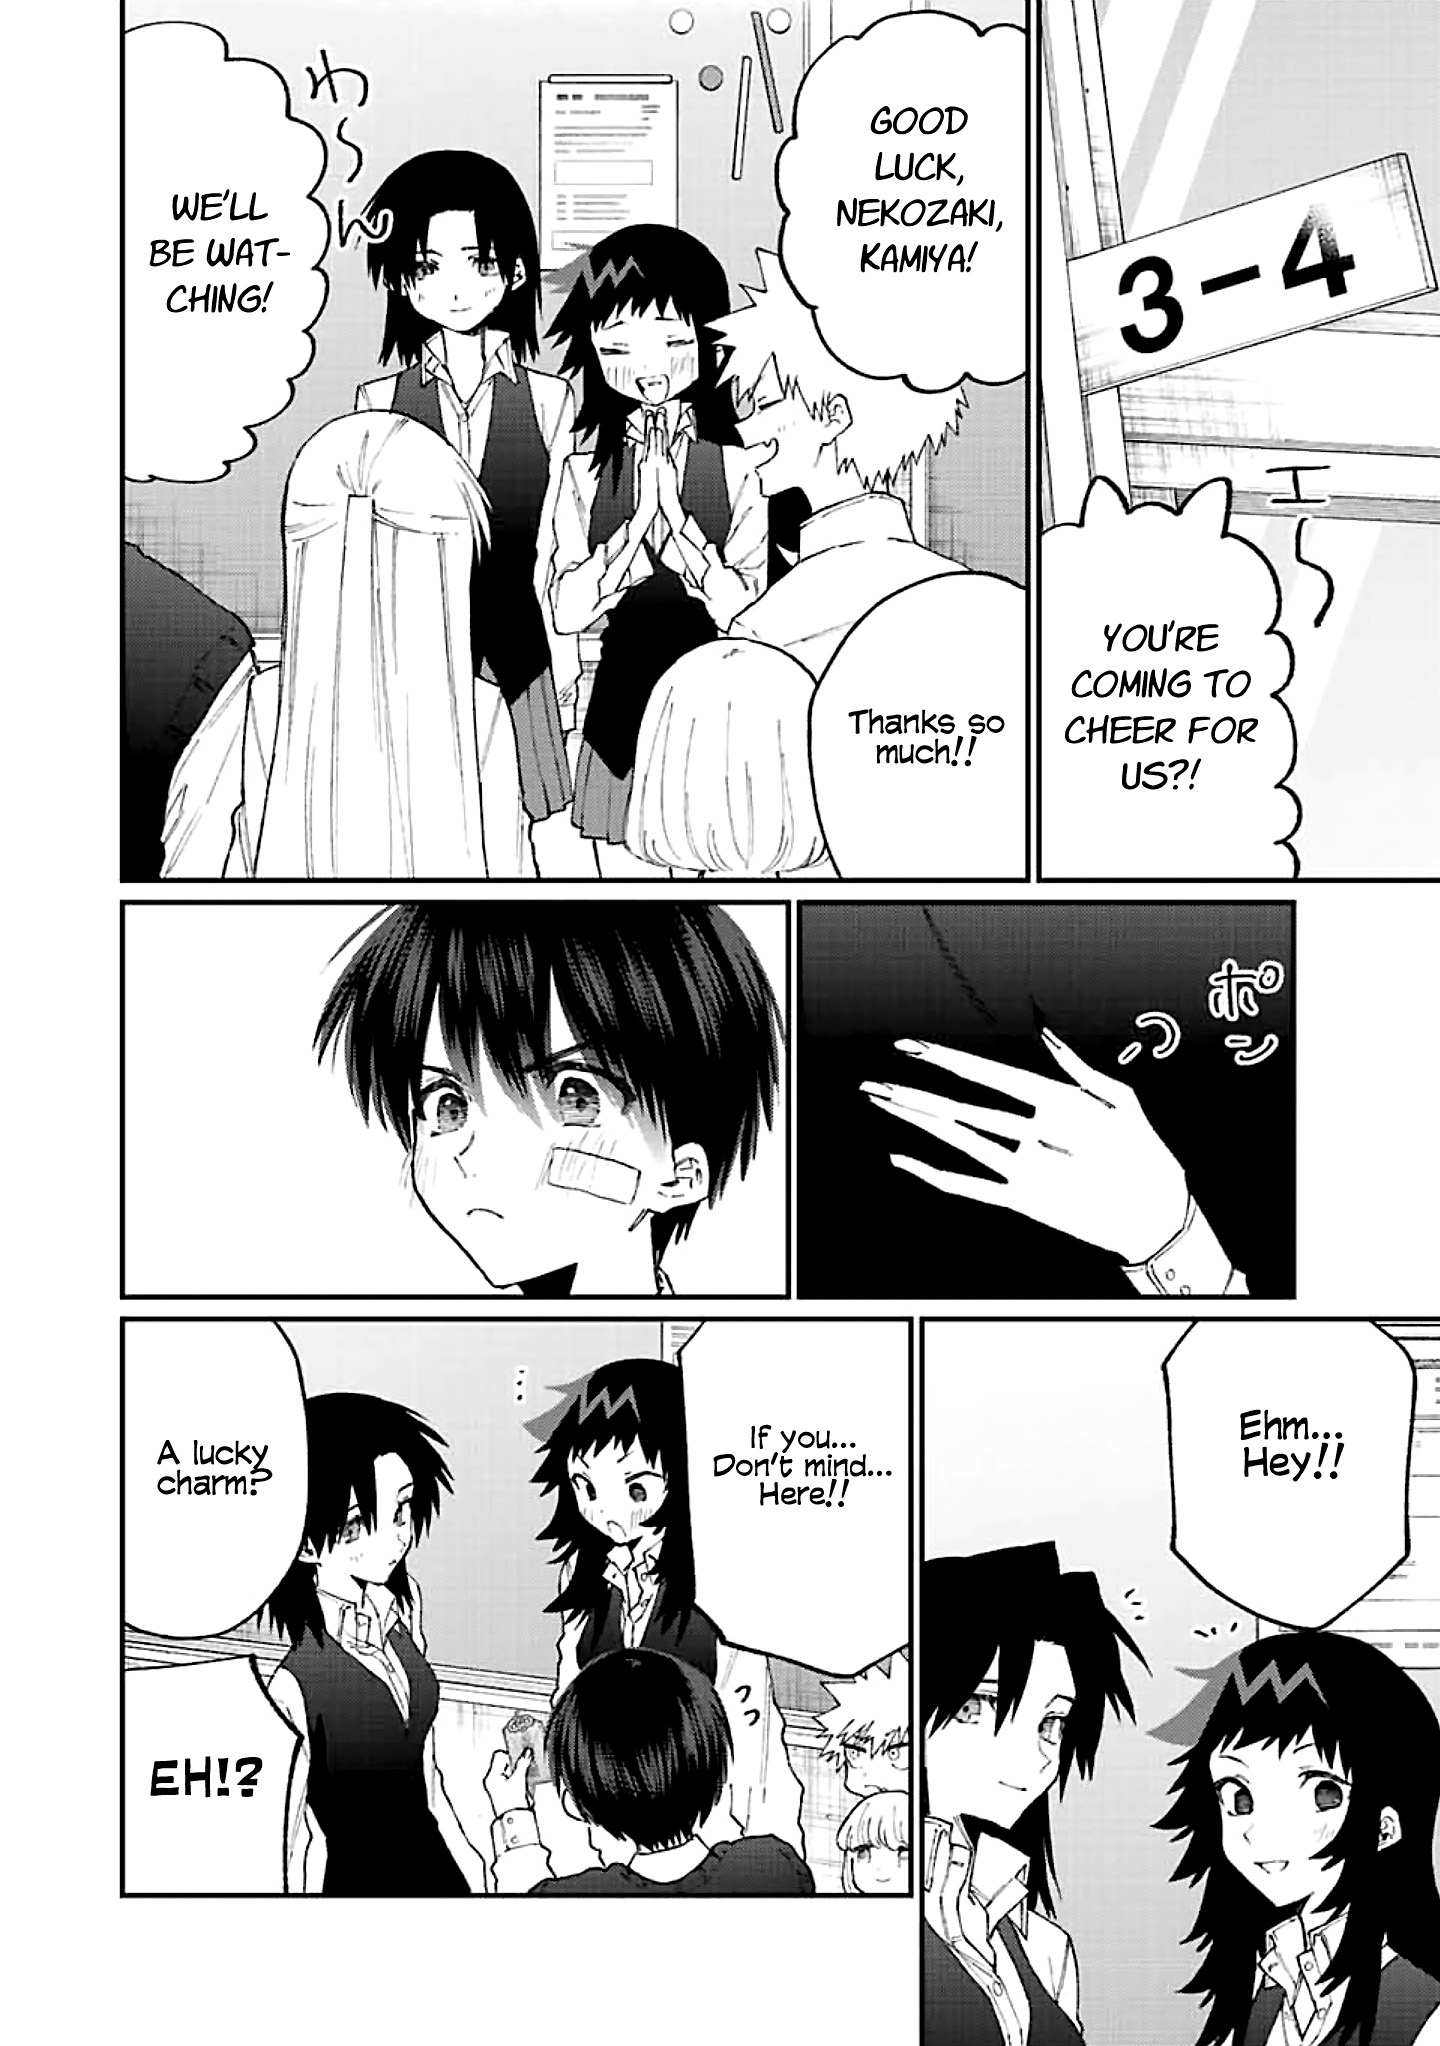 3-4
エ〜
YOU'RE
COMING TO
CHEER FOR
US?!
GOOD
LUCK,
NEKOZAKI,
KAMIYA!
Thanks so
much!!
わ〜ん
WE'LL
BE WAT-
CHING!
ポン
っ
Ehm...
Hey!!
If you...
Don't mind...
Here!!
A lucky
charm?
EH!?